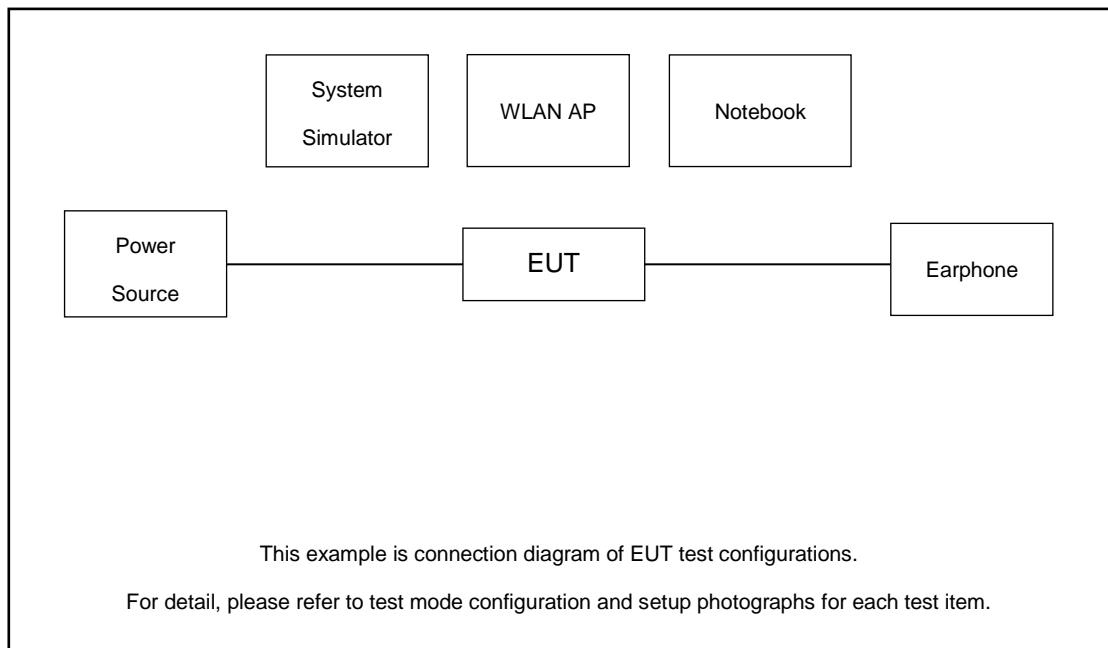 System
Simulator
WLAN AP
Notebook
Power
Source
EUT
Earphone
This example is connection diagram of EUT test configurations.
For detail, please refer to test mode configuration and setup photographs for each test item.